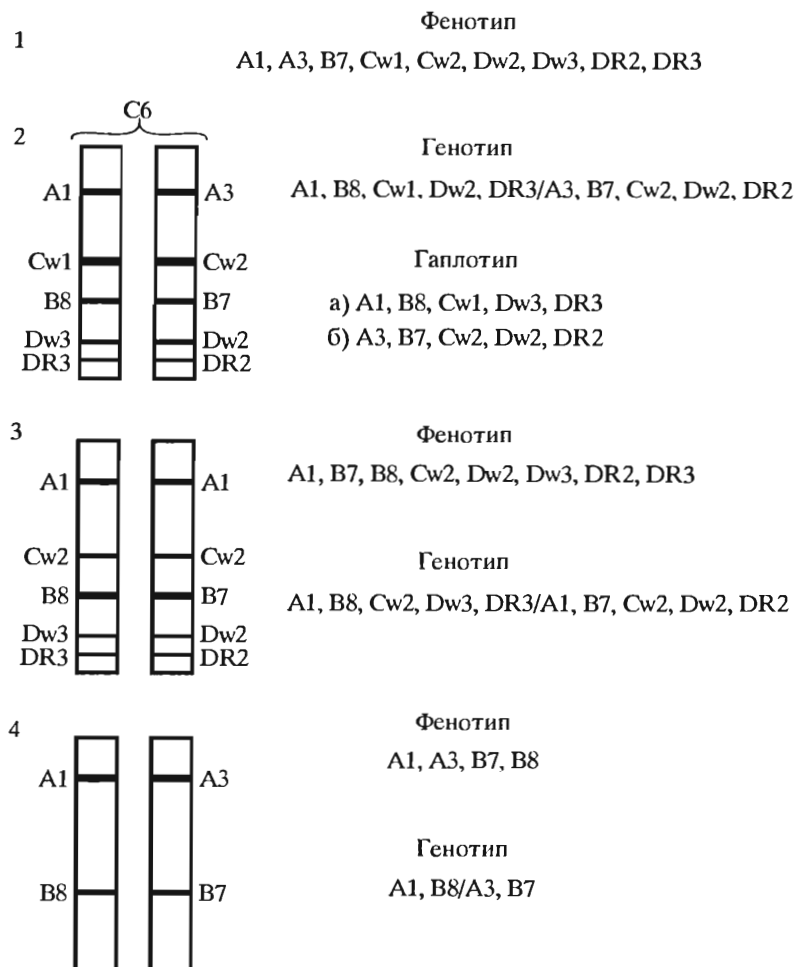 1
Фенотип
A1, A3, B7, Cw1, Cw2, Dw2, Dw3, DR2, DR3
C6
2
Генотип
A1 A3
A1, B8, Cw1, Dw2, DR3/A3, B7, Cw2, Dw2, DR2
Cw1 Cw2
Гаплотип
B8 B7
а) A1, B8, Cw1, Dw3, DR3
Dw3 Dw2
б) A3, B7, Cw2, Dw2, DR2
DR3 DR2
3
Фенотип
A1 A1
A1, B7, B8, Cw2, Dw2, Dw3, DR2, DR3
Cw2 Cw2
Генотип
B8 B7
A1, B8, Cw2, Dw3, DR3/A1, B7, Cw2, Dw2, DR2
Dw3 Dw2
DR3 DR2
4
Фенотип
A1, A3, B7, B8
A1 A3
Генотип
B8 B7
A1, B8/A3, B7